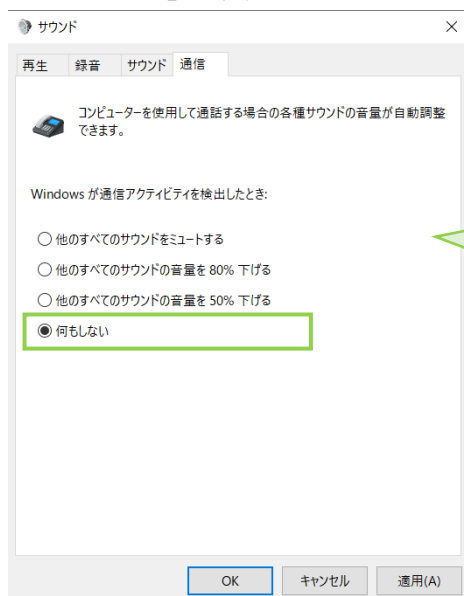 サウンド
再生 録音 サウンド 通信
コンピューターを使用して通話する場合の各種サウンドの音量が自動調整
できます。
Windows が通信アクティビティを検出したとき:
他のすべてのサウンドをミュートする
他のすべてのサウンドの音量を 80% 下げる
他のすべてのサウンドの音量を 50% 下げる
何もしない
OK キャンセル 適用(A)